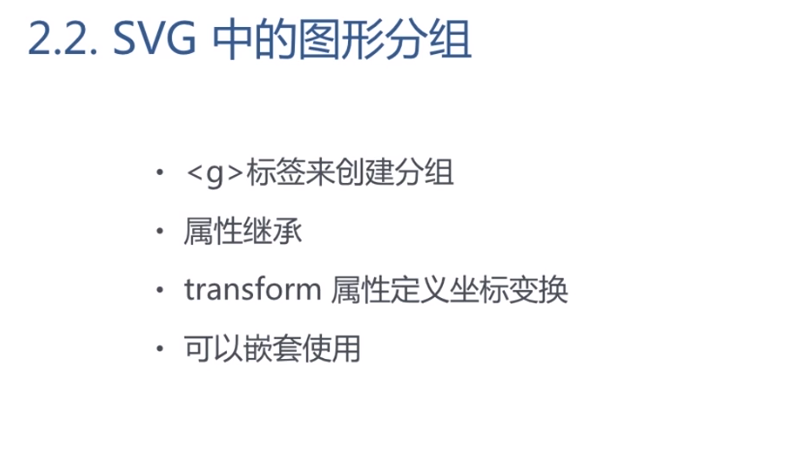 2.2. SVG 中的图形分组
• <g>标签来创建分组
• 属性继承
• transform 属性定义坐标变换
• 可以嵌套使用